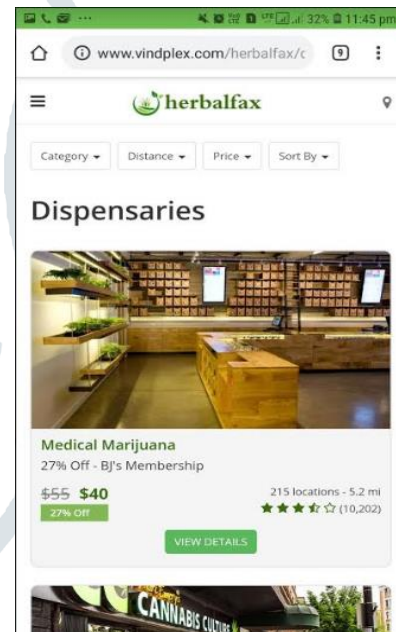 32% 11:45 pm
www.vindplex.com/herbalfax/c 9
herbalfax
Category Distance Price Sort By
Dispensaries
Medical Marijuana
27% Off - BJ's Membership
$55 $40 215 locations - 5.2 mi
27% Off (10,202)
VIEW DETAILS
CANNABIS CULTURE